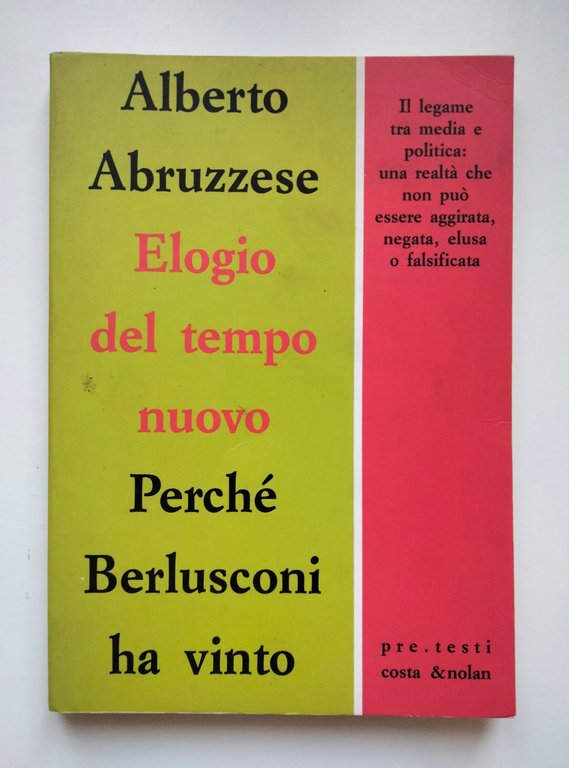 Alberto
Abruzzese
Elogio
del tempo
nuovo
Perché
Berlusconi
ha vinto
Il legame
tra media e
politica:
una realtà che
non può
essere aggirata,
negata, elusa
o falsificata
pre.testi
costa &nolan